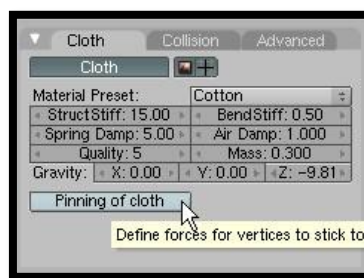 Cloth Collision Advanced
Cloth
Material Preset: Cotton
StructStiff: 15.00 BendStiff: 0.50
Spring Damp: 5.00 Air Damp: 1.000
Quality: 5 Mass: 0.300
Gravity: X: 0.00 Y: 0.00 Z: -9.81
Pinning of cloth
Define forces for vertices to stick to